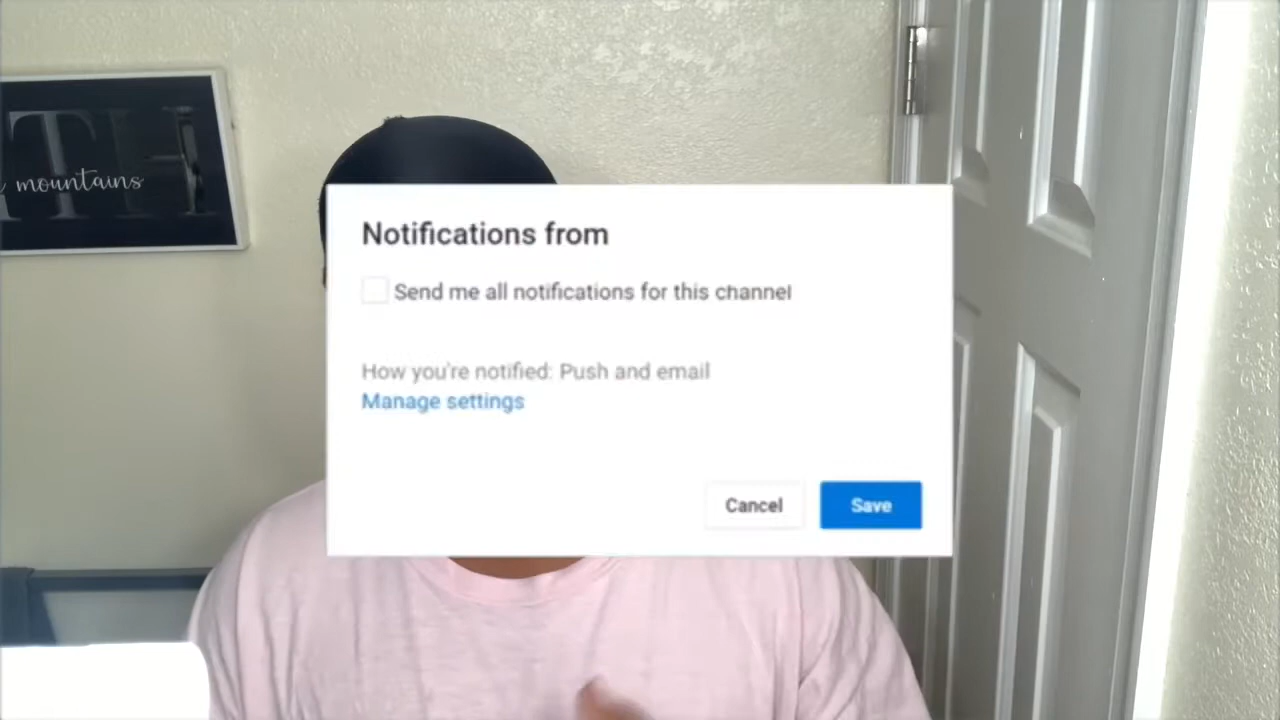 mountains
Notifications from
Send me all notifications for this channel
How you're notified: Push and email
Manage settings
Cancel
Save